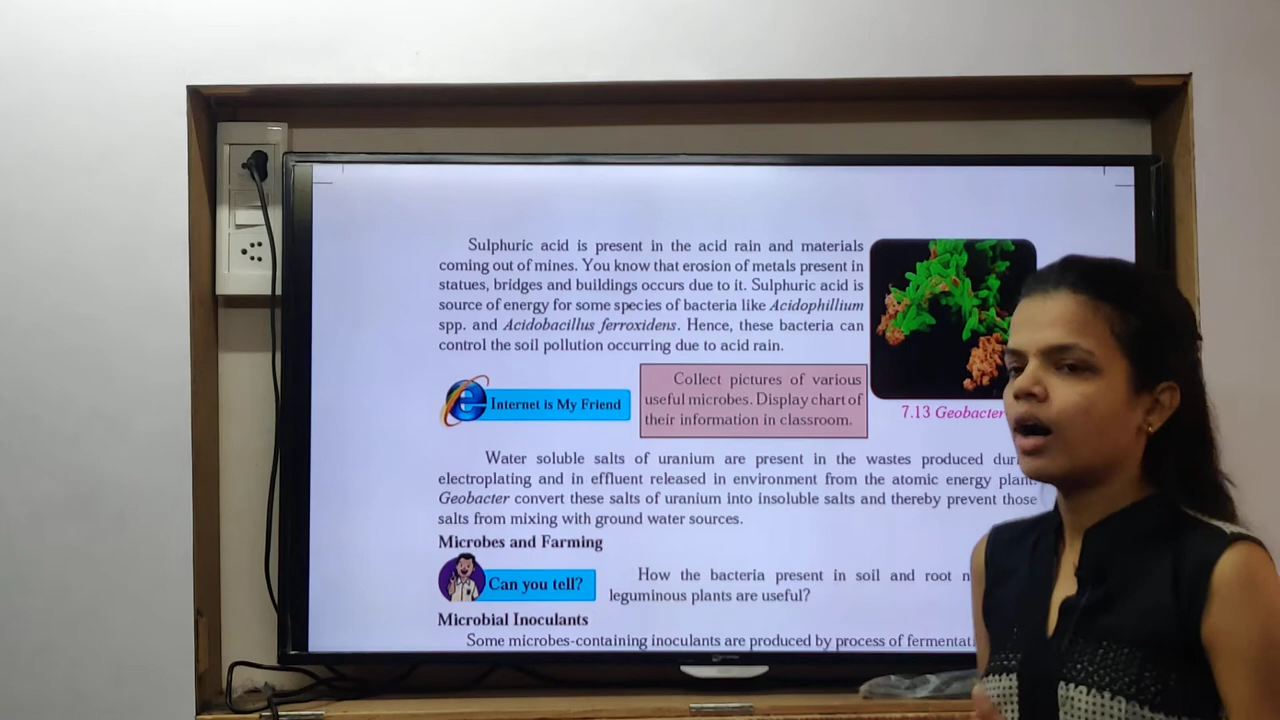 Sulphuric acid is present in the acid rain and materials
coming out of mines. You know that erosion of metals present in
statues, bridges and buildings occurs due to it. Sulphuric acid is
source of energy for some species of bacteria like Acidophillium
spp. and Acidobacillus ferroxidens. Hence, these bacteria can
control the soil pollution occurring due to acid rain.
7.13 Geobacter
Internet is My Friend
Collect pictures of various
useful microbes. Display chart of
their information in classroom.
Water soluble salts of uranium are present in the wastes produced
electroplating and in effluent released in environment from the atomic energy
Geobacter convert these salts of uranium into insoluble salts and thereby prevent those
salts from mixing with ground water sources.
Microbes and Farming
Can you tell?
How the bacteria present in soil and root
leguminous plants are useful?
Microbial Inoculants
Some microbes-containing inoculants are produced by process of